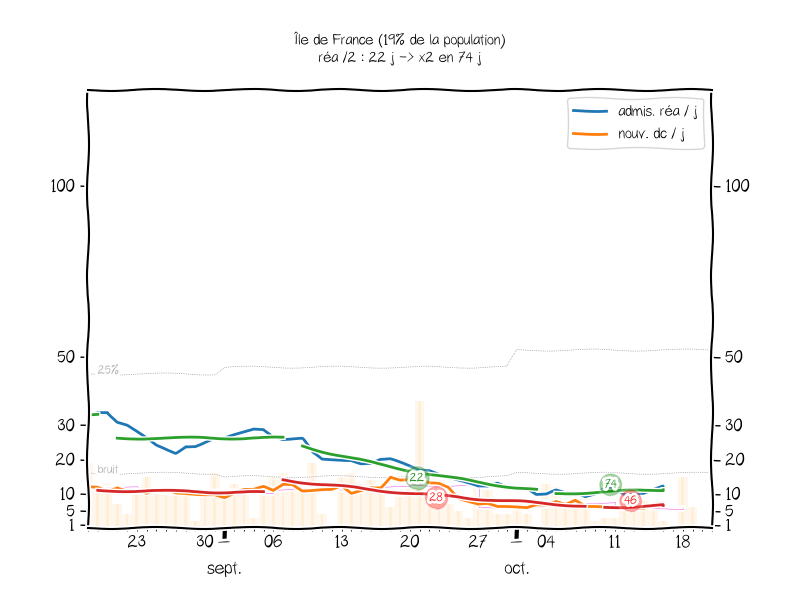 Île de France (19% de la population)
réa /2 : 22 j -> x2 en 74 j
admis. réa / j
nouv. dc / j
100
100
50
50
25%
30
30
20
20
bruit
22
74
10
10
28
46
5
5
1
1
23 30 06 13 20 27 04 11 18
sept. oct.